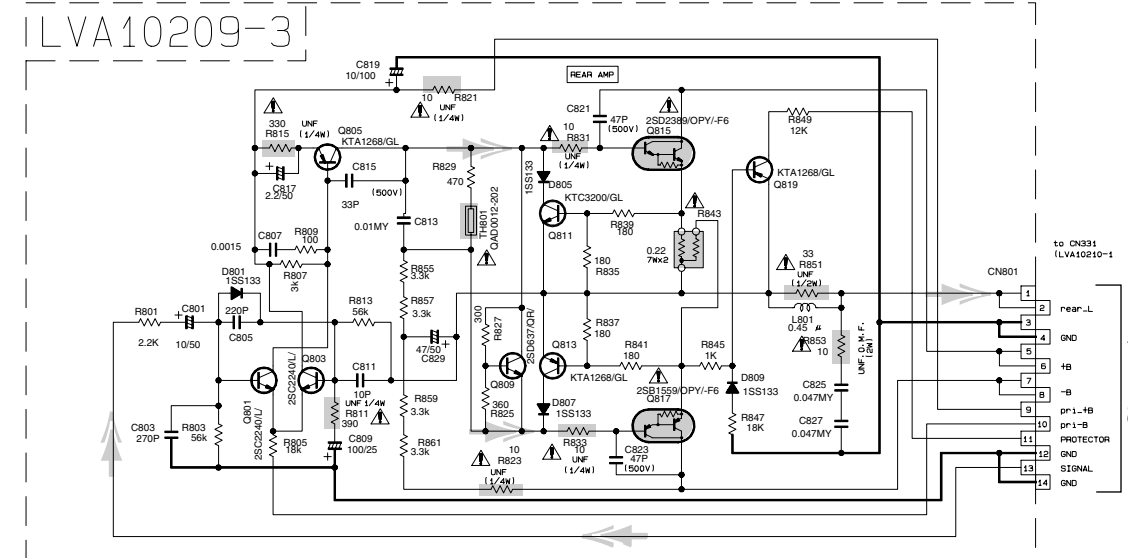 LVA10209-3
C819
10/100
+
REAR AMP
10
R821
UNF
(1/4W)
330
R815
UNF
(1/4W)
Q805
KTA1268/GL
+
C817
2.2/50
C815
33P
(500V)
R829
470
C813
0.01MY
TH801
QAD0012-202
C821
47P
(500V)
10
R831
UNF
(1/4W)
2SD2389/OPY/-F6
Q815
R849
12K
KTA1268/GL
Q819
1SS133
D805
KTC3200/GL
Q811
R839
180
R843
0.22
7Wx2
180
R835
0.0015
C807
R809
100
R807
3k
D801
1SS133
220P
C805
R801
2.2K
C801
10/50
+
R813
56k
R855
3.3k
R857
3.3k
47/50
C829
+
300
R827
2SD637/QR/
R837
180
Q813
KTA1268/GL
R841
180
R845
1K
33
R851
UNF
(1/2W)
L801
0.45 μ
R853
10
UNF.O.M.F.
(2W)
to CN331
(LVA10210-1
CN801
1
2
rear_L
3
4
GND
5
6
+B
7
8
-B
9
pri-+B
10
pri-B
11
PROTECTOR
12
GND
13
SIGNAL
14
GND
Q801
2SC2240/L/
2SC2240/L/
Q803
C811
10P
UNF 1/4W
R811
390
C809
100/25
+
C803
270P
R803
56k
R805
18k
R859
3.3k
R861
3.3k
Q809
360
R825
D807
1SS133
2SB1559/OPY/-F6
Q817
D809
1SS133
R847
18K
C825
0.047MY
C827
0.047MY
10
R823
UNF
(1/4W)
R833
10
UNF
(1/4W)
C823
47P
(500V)